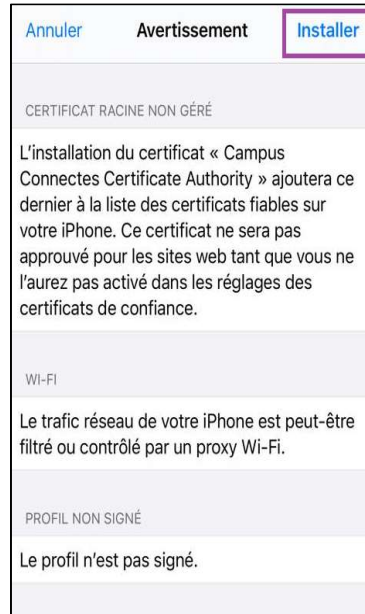 Annuler Avertissement Installer
CERTIFICAT RACINE NON GÉRÉ
L'installation du certificat « Campus
Connectes Certificate Authority » ajoutera ce
dernier à la liste des certificats fiables sur
votre iPhone. Ce certificat ne sera pas
approuvé pour les sites web tant que vous ne
l'aurez pas activé dans les réglages des
certificats de confiance.
WI-FI
Le trafic réseau de votre iPhone est peut-être
filtré ou contrôlé par un proxy Wi-Fi.
PROFIL NON SIGNÉ
Le profil n'est pas signé.